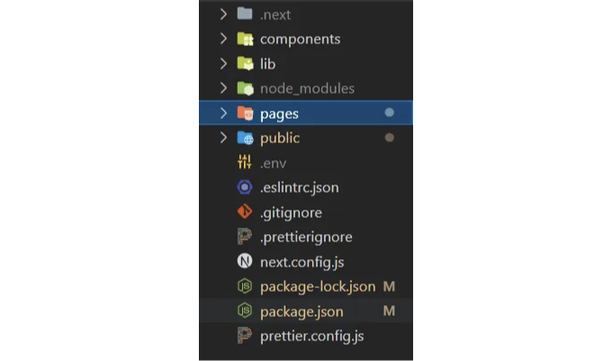 .next
components
lib
node_modules
pages
public
.env
.eslintrc.json
.gitignore
.prettierignore
next.config.js
package-lock.json M
package.json M
prettier.config.js